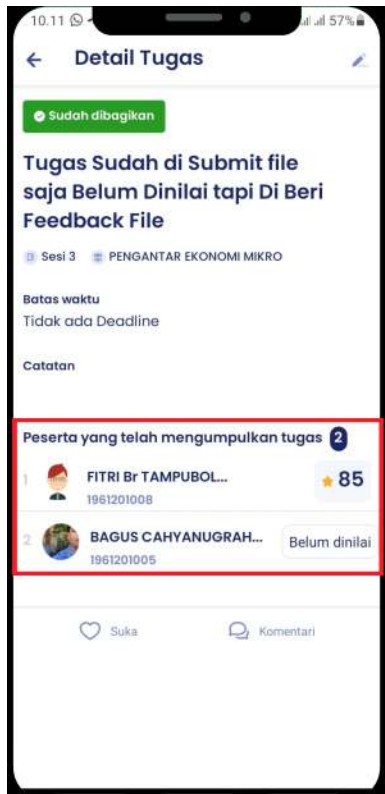 10.11
57%
Detail Tugas
Sudah dibagikan
Tugas Sudah di Submit file
saja Belum Dinilai tapi Di Beri
Feedback File
Sesi 3 PENGANTAR EKONOMI MIKRO
Batas waktu
Tidak ada Deadline
Catatan
Peserta yang telah mengumpulkan tugas 2
1 FITRI Br TAMPUBOL... 85
1961201008
2 BAGUS CAHYANUGRAH... Belum dinilai
1961201005
Suka Komentari